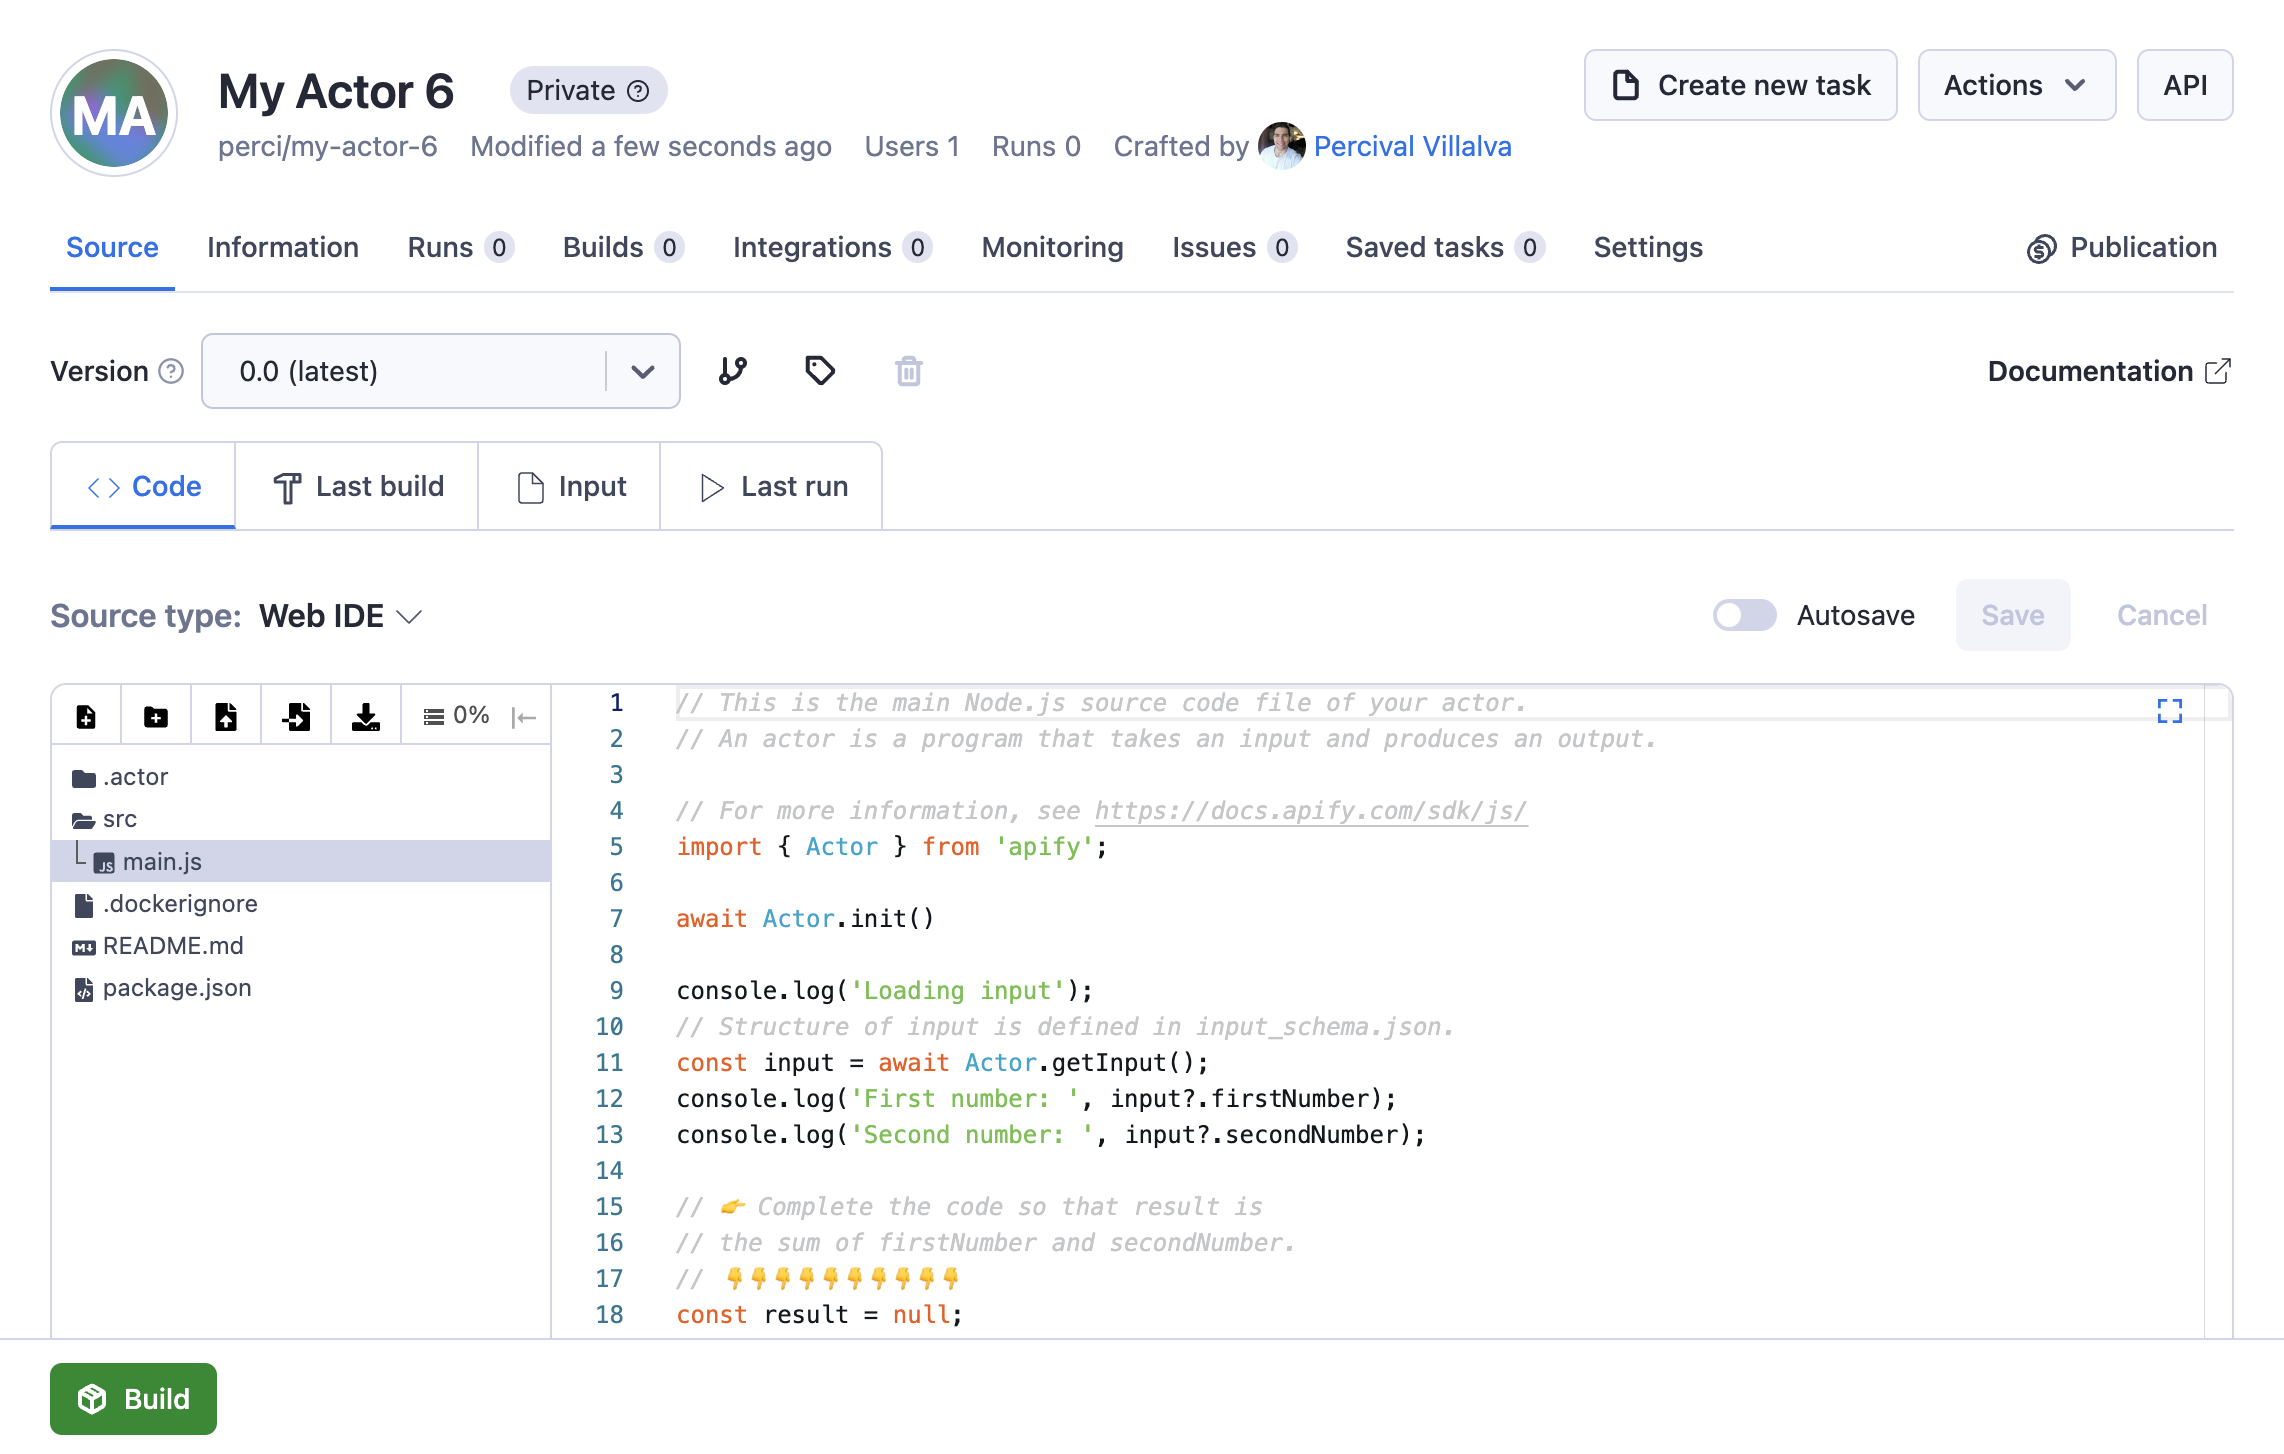 MA
My Actor 6
Private
perci/my-actor-6 Modified a few seconds ago Users 1 Runs 0 Crafted by Percival Villalva
Create new task
Actions
API
Source Information Runs 0 Builds 0 Integrations 0 Monitoring Issues 0 Saved tasks 0 Settings Publication
Version 0.0 (latest) Documentation
Code Last build Input Last run
Source type: Web IDE Autosave Save Cancel
0%
.actor
src
main.js
.dockerignore
README.md
package.json
1 // This is the main Node.js source code file of your actor.
2 // An actor is a program that takes an input and produces an output.
3
4 // For more information, see https://docs.apify.com/sdk/js/
5 import { Actor } from 'apify';
6
7 await Actor.init()
8
9 console.log('Loading input');
10 // Structure of input is defined in input_schema.json.
11 const input = await Actor.getInput();
12 console.log('First number: ', input?.firstNumber);
13 console.log('Second number: ', input?.secondNumber);
14
15 // 👉 Complete the code so that result is
16 // the sum of firstNumber and secondNumber.
17 // 👇👇👇👇👇👇👇👇👇👇
18 const result = null;
Build